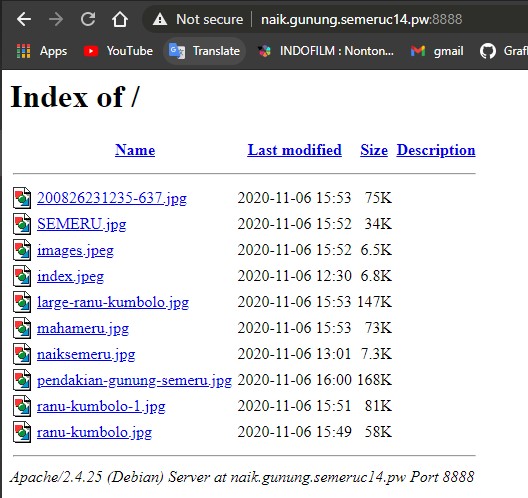 Not secure | naik.gunung.semeruc14.pw:8888
Apps YouTube Translate INDOFILM : Nonton... gmail Grafl
Index of /
Name Last modified Size Description
200826231235-637.jpg 2020-11-06 15:53 75K
SEMERU.jpg 2020-11-06 15:52 34K
images.jpeg 2020-11-06 15:52 6.5K
index.jpeg 2020-11-06 12:30 6.8K
large-ranu-kumbolo.jpg 2020-11-06 15:53 147K
mahameru.jpg 2020-11-06 15:53 73K
naiksemeru.jpg 2020-11-06 13:01 7.3K
pendakian-gunung-semeru.jpg 2020-11-06 16:00 168K
ranu-kumbolo-1.jpg 2020-11-06 15:51 81K
ranu-kumbolo.jpg 2020-11-06 15:49 58K
Apache/2.4.25 (Debian) Server at naik.gunung.semeruc14.pw Port 8888